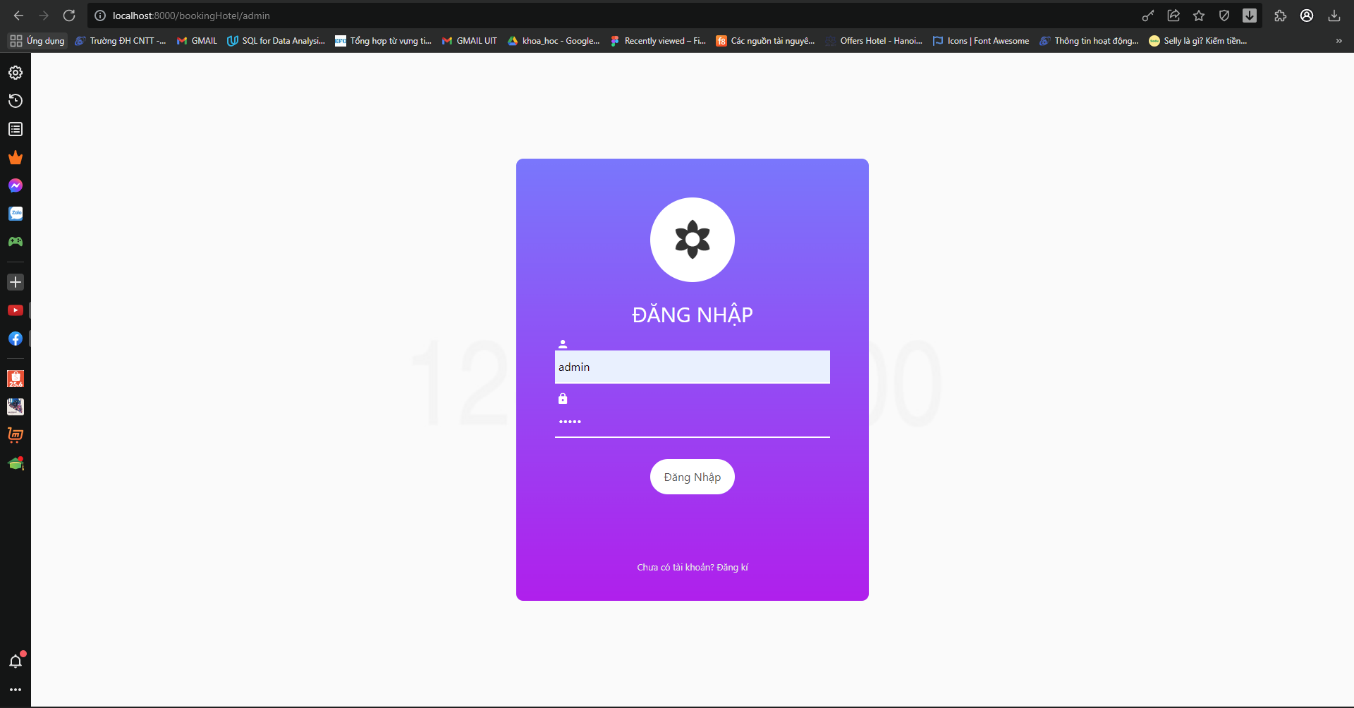 localhost:8000/bookingHotel/admin
Ứng dụng Trường ĐH CNTT -... GMAIL SQL for Data Analysi... Tổng hợp từ vựng ti... GMAIL UIT khoa_hoc - Google... Recently viewed – Fi... Các nguồn tài nguyê... Offers Hotel - Hanoi... Icons | Font Awesome Thông tin hoạt động... Selly là gì? Kiếm tiền... »
ĐĂNG NHẬP
admin
•••••
Đăng Nhập
Chưa có tài khoản? Đăng kí